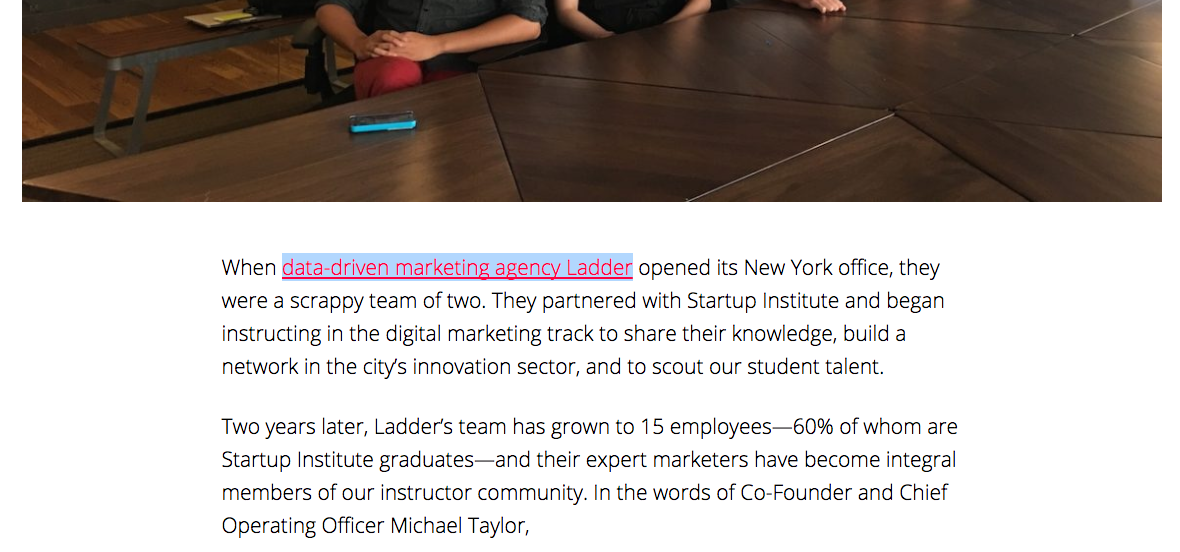 When data-driven marketing agency Ladder opened its New York office, they
were a scrappy team of two. They partnered with Startup Institute and began
instructing in the digital marketing track to share their knowledge, build a
network in the city’s innovation sector, and to scout our student talent.
Two years later, Ladder’s team has grown to 15 employees—60% of whom are
Startup Institute graduates—and their expert marketers have become integral
members of our instructor community. In the words of Co-Founder and Chief
Operating Officer Michael Taylor,